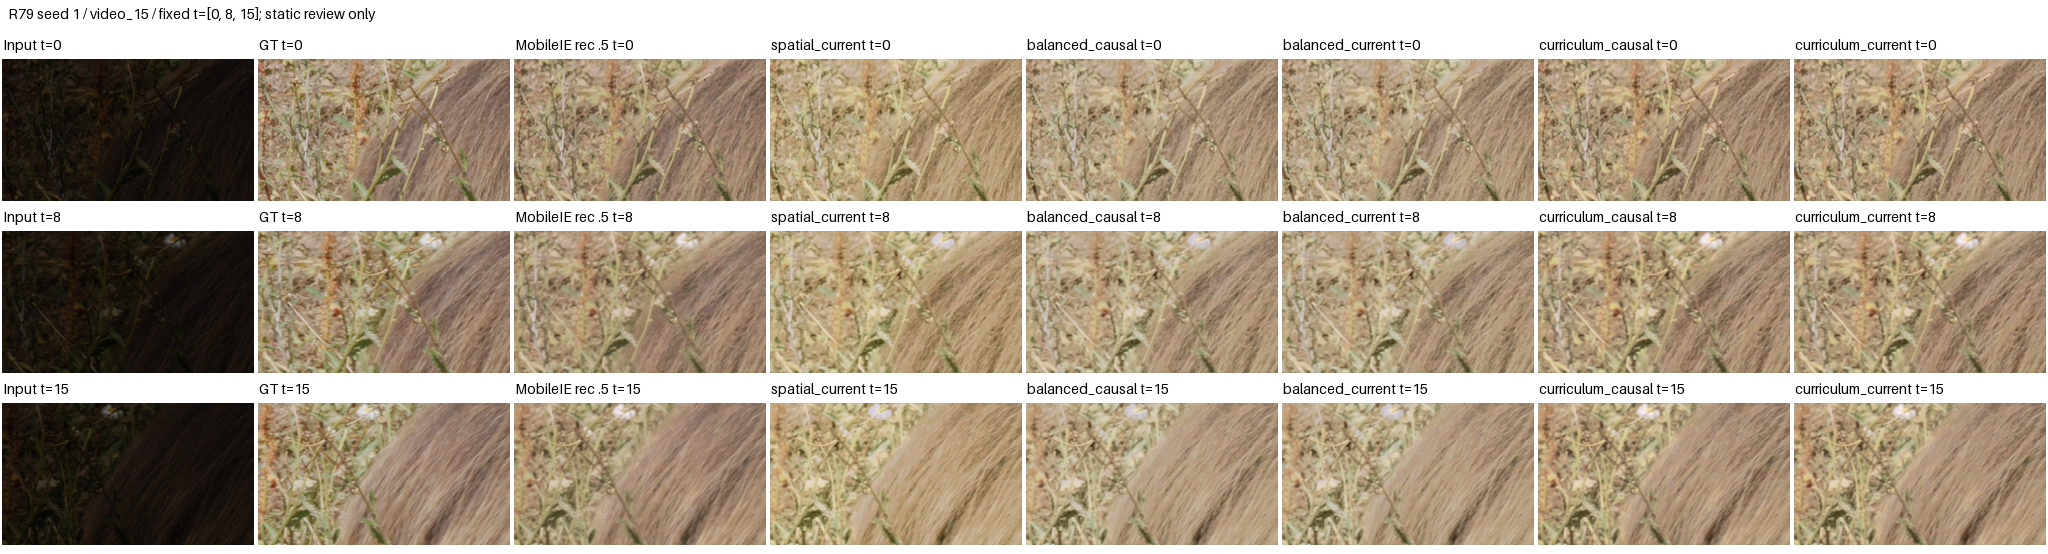 R79 seed 1 / video_15 / fixed t=[0, 8, 15]; static review only
Input t=0 GT t=0 MobileIE rec .5 t=0 spatial_current t=0 balanced_causal t=0 balanced_current t=0 curriculum_causal t=0 curriculum_current t=0
Input t=8 GT t=8 MobileIE rec .5 t=8 spatial_current t=8 balanced_causal t=8 balanced_current t=8 curriculum_causal t=8 curriculum_current t=8
Input t=15 GT t=15 MobileIE rec .5 t=15 spatial_current t=15 balanced_causal t=15 balanced_current t=15 curriculum_causal t=15 curriculum_current t=15